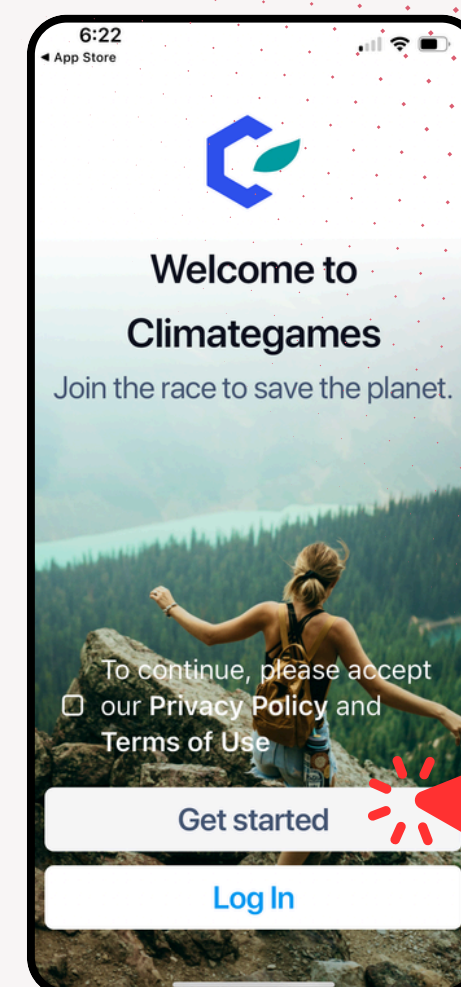 6:22
◀ App Store
Welcome to
Climategames
Join the race to save the planet.
To continue, please accept
our Privacy Policy and
Terms of Use
Get started
Log In